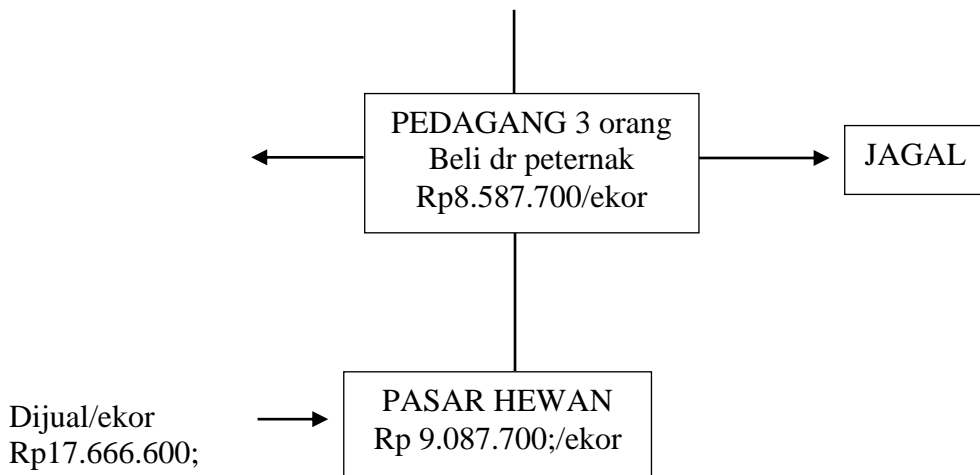 PEDAGANG 3 orang
Beli dr peternak
Rp8.587.700/ekor
JAGAL
PASAR HEWAN
Rp 9.087.700;/ekor
Dijual/ekor
Rp17.666.600;